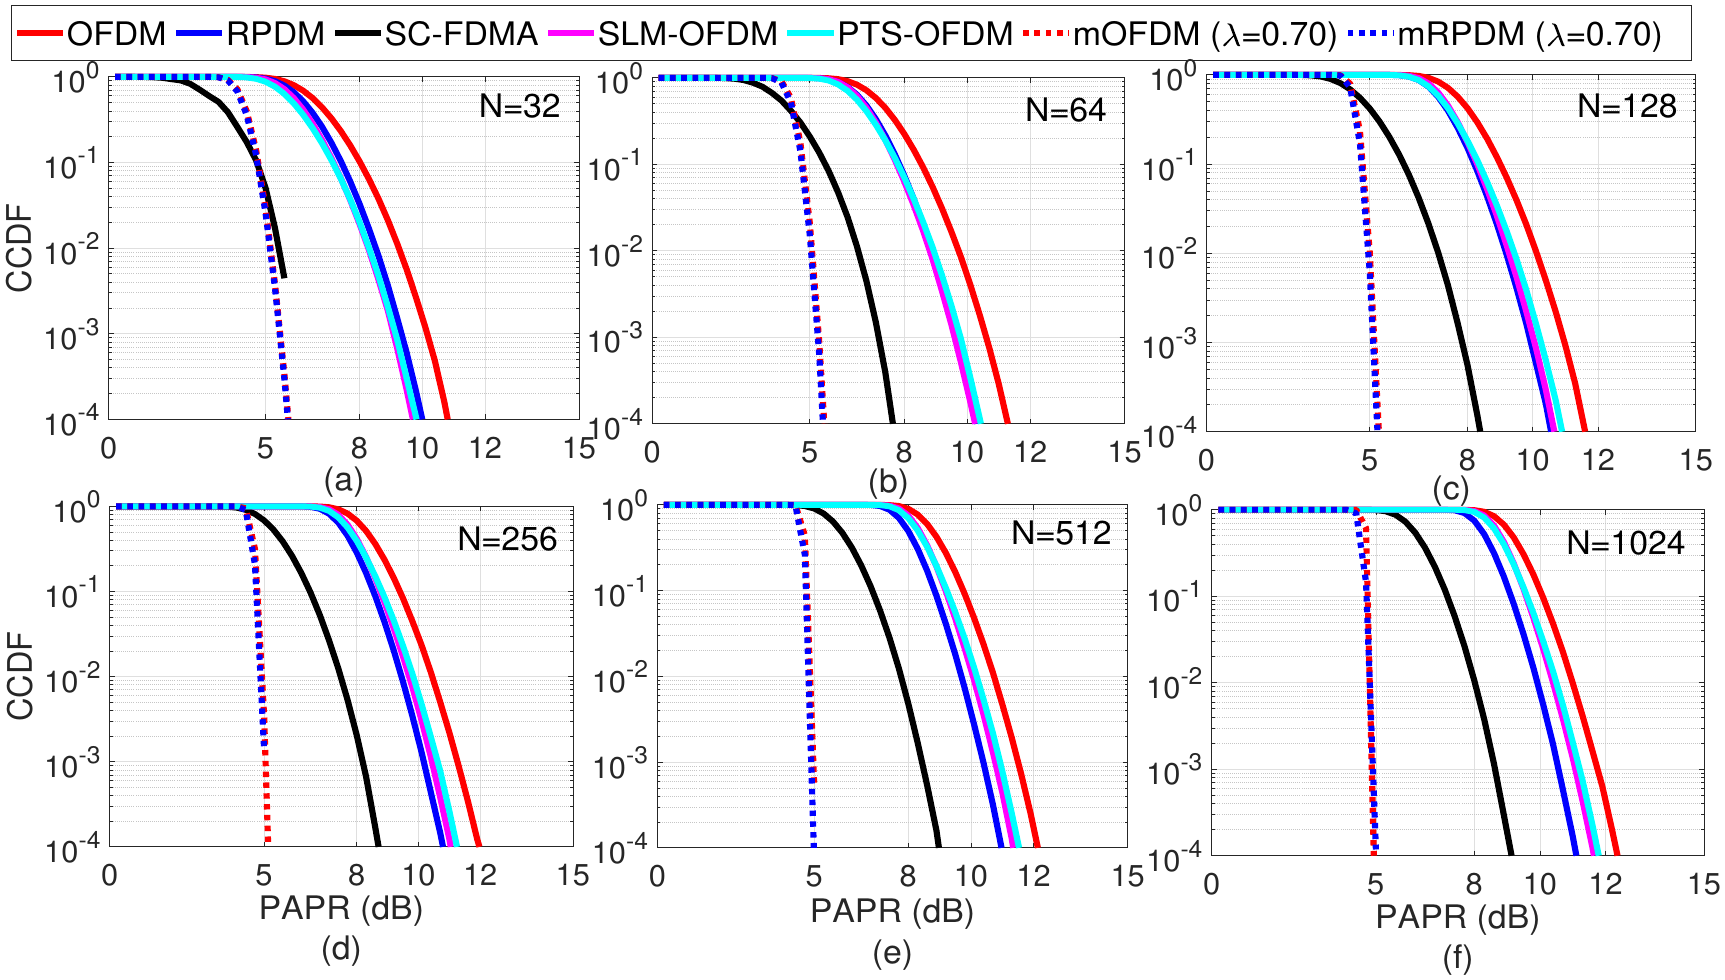 OFDM RPDM SC-FDMA SLM-OFDM PTS-OFDM mOFDM (λ=0.70) mRPDM (λ=0.70)
N=32
10^0
10^-1
10^-2
10^-3
10^-4
CCDF
0 5 8 10 12 15
(a)
N=64
10^0
10^-1
10^-2
10^-3
10^-4
0 5 8 10 12 15
(b)
N=128
10^0
10^-1
10^-2
10^-3
10^-4
0 5 8 10 12 15
(c)
N=256
10^0
10^-1
10^-2
10^-3
10^-4
CCDF
0 5 8 10 12 15
PAPR (dB)
(d)
N=512
10^0
10^-1
10^-2
10^-3
10^-4
0 5 8 10 12 15
PAPR (dB)
(e)
N=1024
10^0
10^-1
10^-2
10^-3
10^-4
0 5 8 10 12 15
PAPR (dB)
(f)